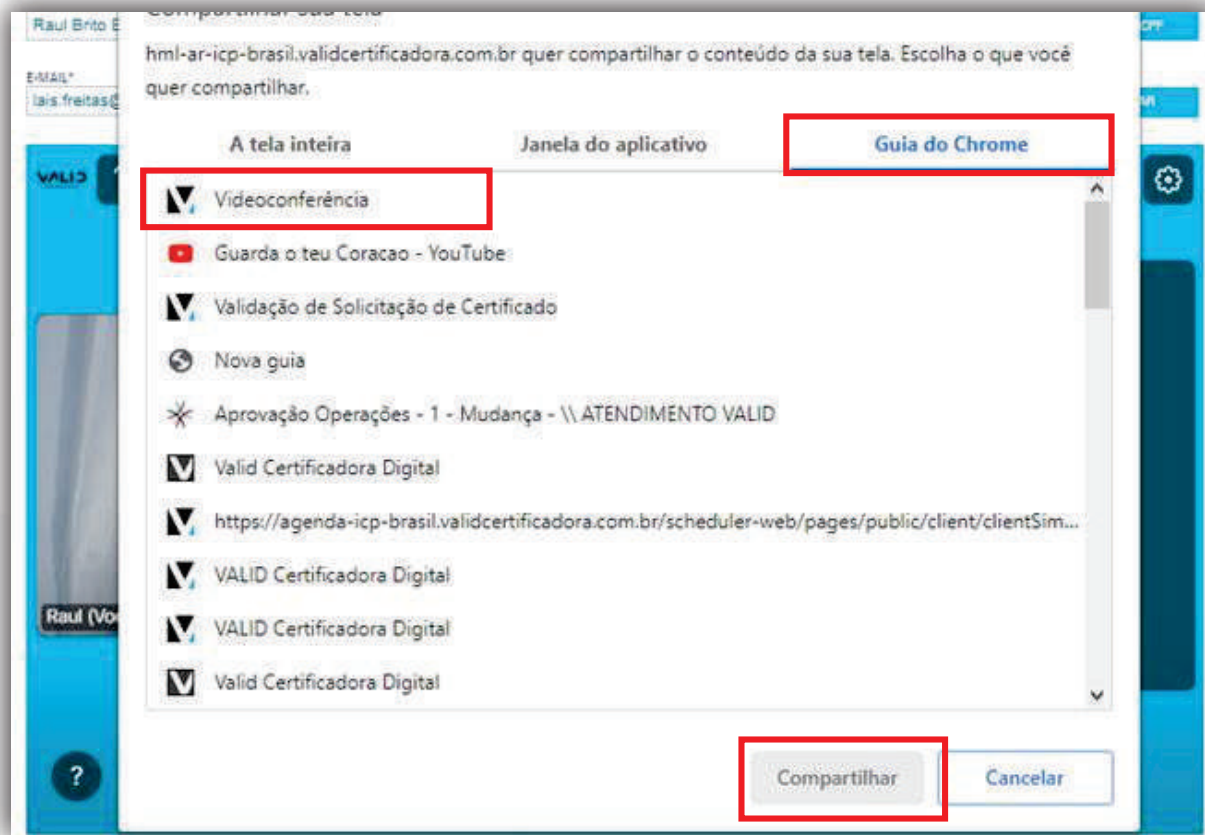 Compartilhar sua tela
Raul Brito
hml-ar-icp-brasil.validcertificadora.com.br quer compartilhar o conteúdo da sua tela. Escolha o que você
quer compartilhar.
E-MAIL*
lais.freitas@
A tela inteira
Janela do aplicativo
Guia do Chrome
VALID
Videoconferência
Guarda o teu Coracao - YouTube
Validação de Solicitação de Certificado
Nova guia
Aprovação Operações - 1 - Mudança - \\ ATENDIMENTO VALID
Valid Certificadora Digital
https://agenda-icp-brasil.validcertificadora.com.br/scheduler-web/pages/public/client/clientSim...
VALID Certificadora Digital
Raul (Vo
VALID Certificadora Digital
Valid Certificadora Digital
?
Compartilhar
Cancelar